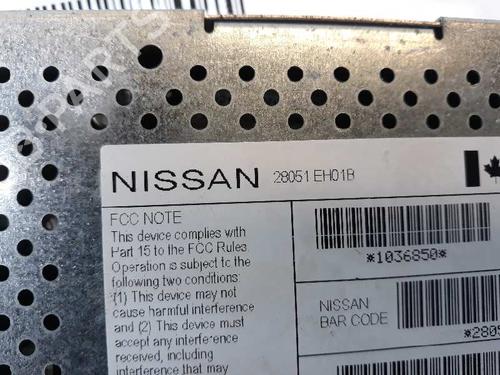 NISSAN 28051 EH01B
FCC NOTE
This device complies with
Part 15 to the FCC Rules.
Operation is subject to the
following two conditions:
(1) This device may not
cause harmful interference
and (2) This device must
accept any interference
received, including
interference that may
*1036850*
NISSAN
BAR CODE
*2805
PARTS